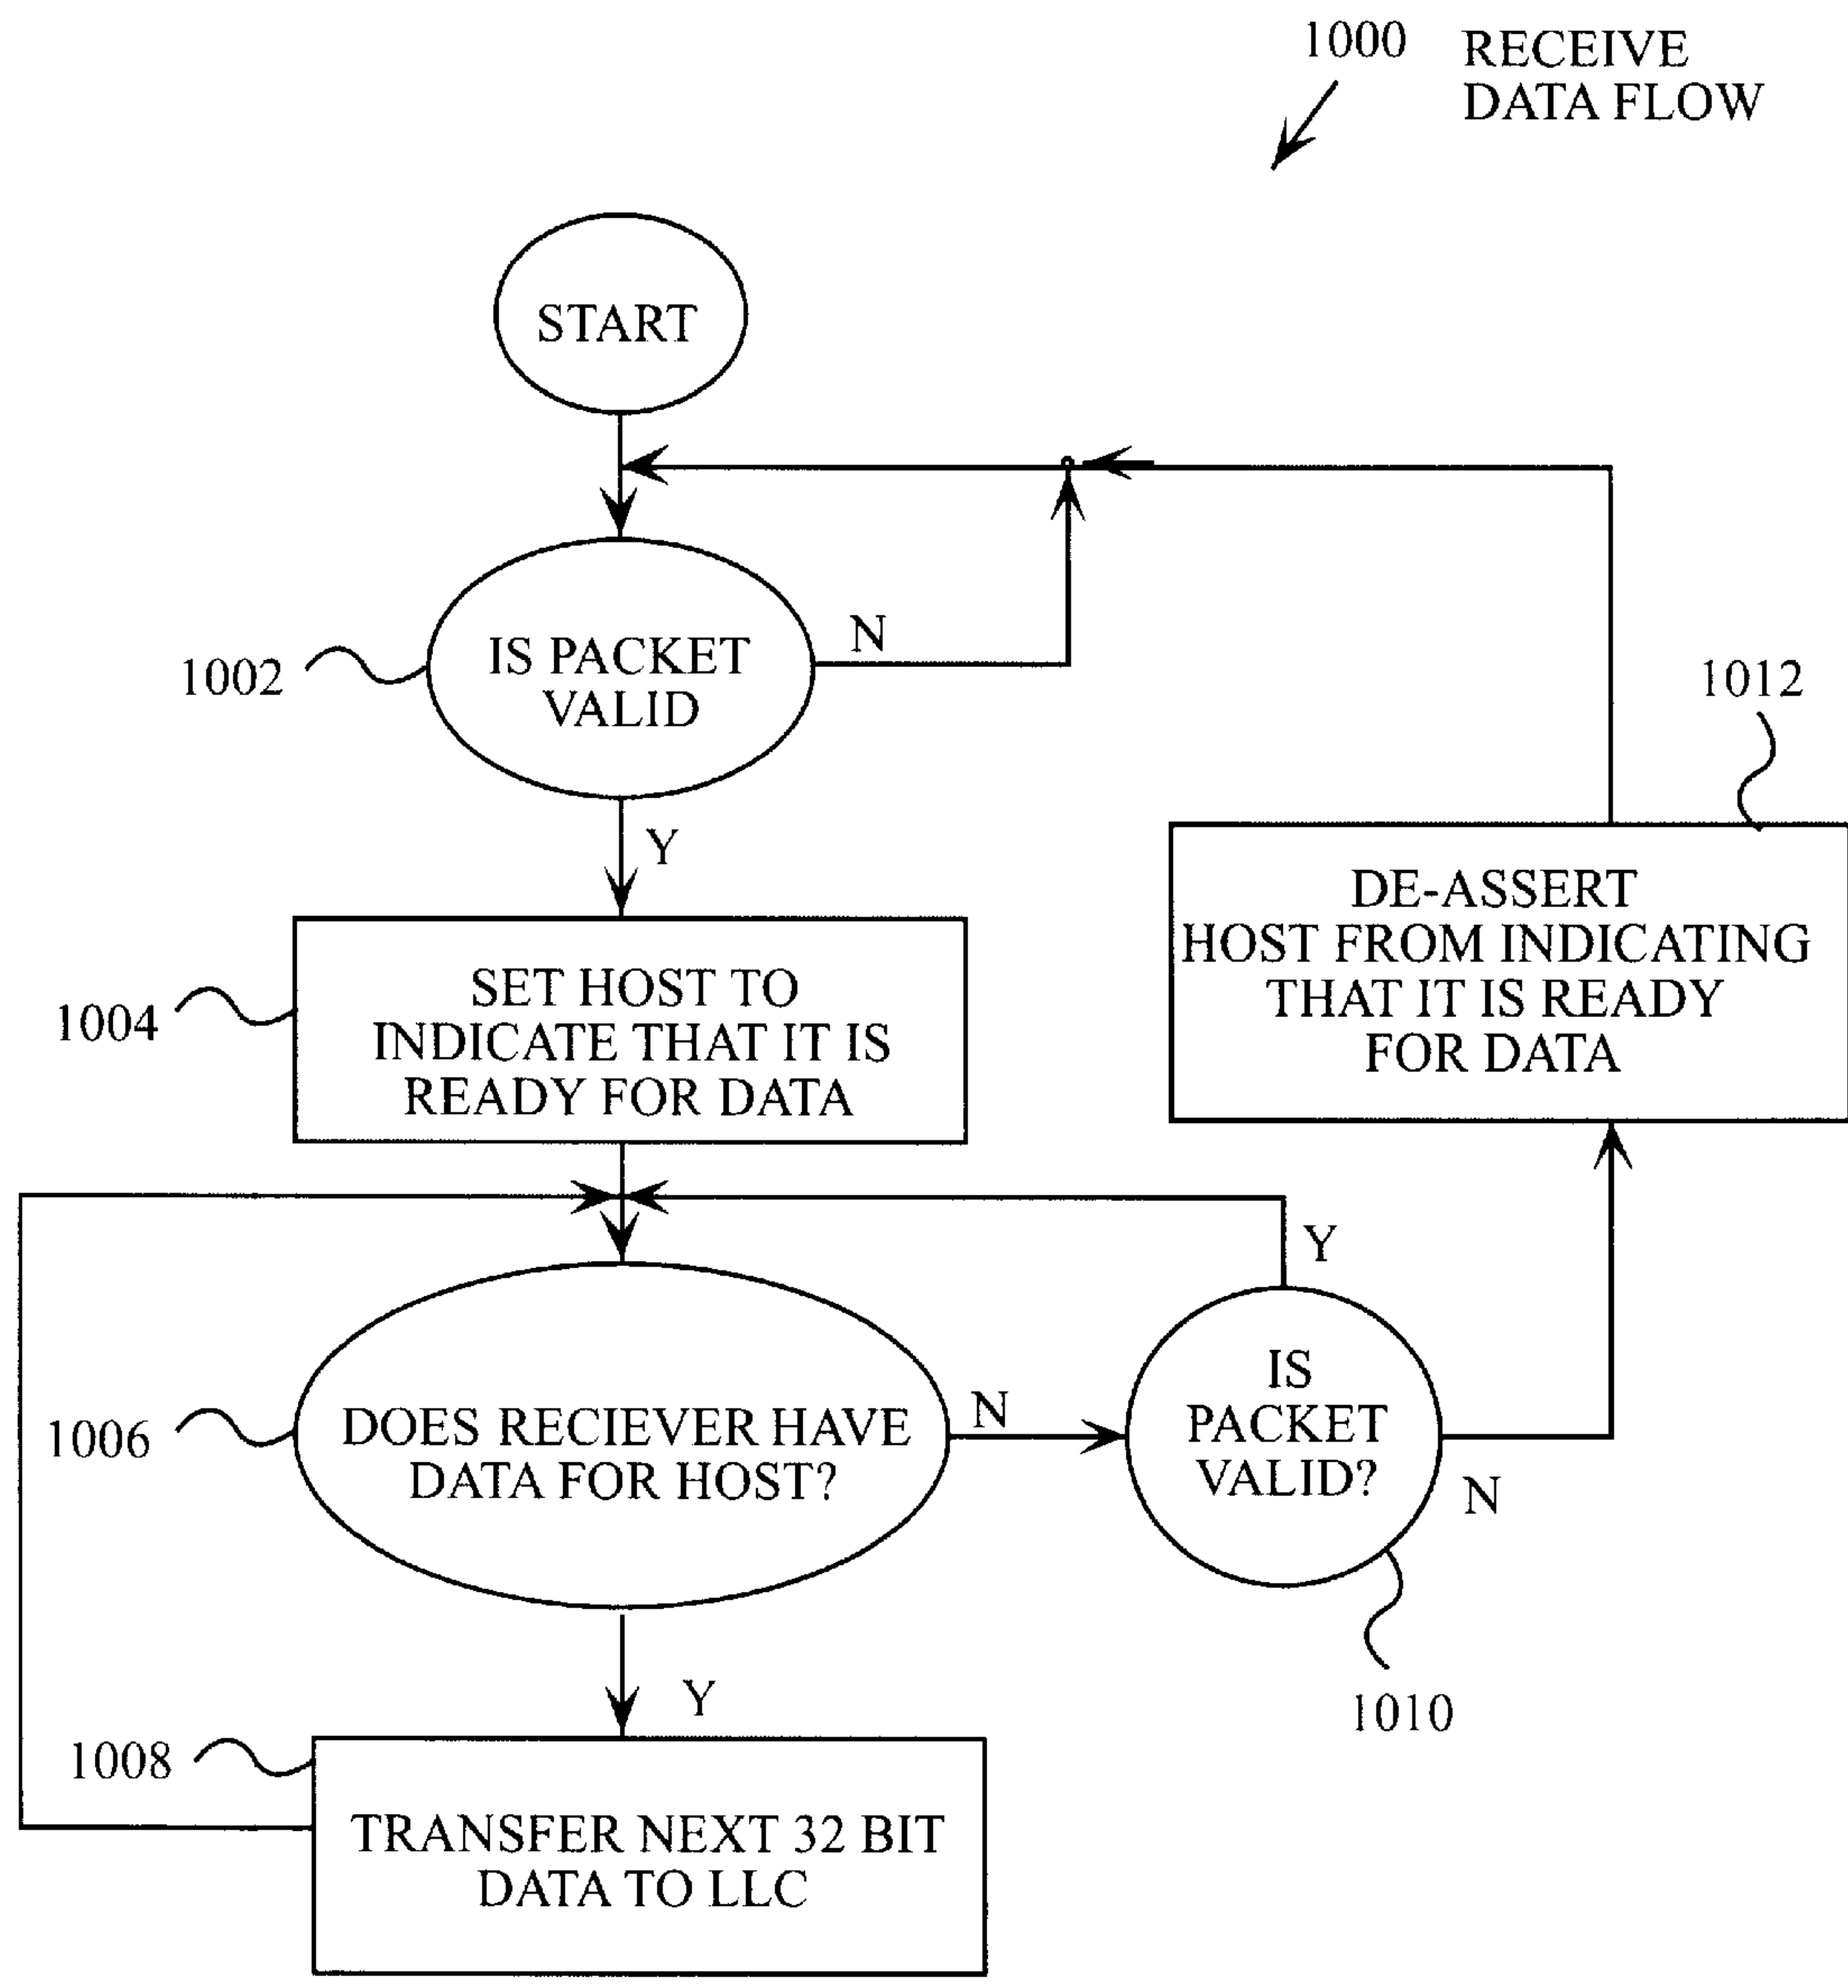 1000
RECEIVE
DATA FLOW
START
1002
IS PACKET
VALID
N
Y
1004
SET HOST TO
INDICATE THAT IT IS
READY FOR DATA
1012
DE-ASSERT
HOST FROM INDICATING
THAT IT IS READY
FOR DATA
1006
DOES RECIEVER HAVE
DATA FOR HOST?
N
Y
IS
PACKET
VALID?
Y
N
1010
1008
TRANSFER NEXT 32 BIT
DATA TO LLC